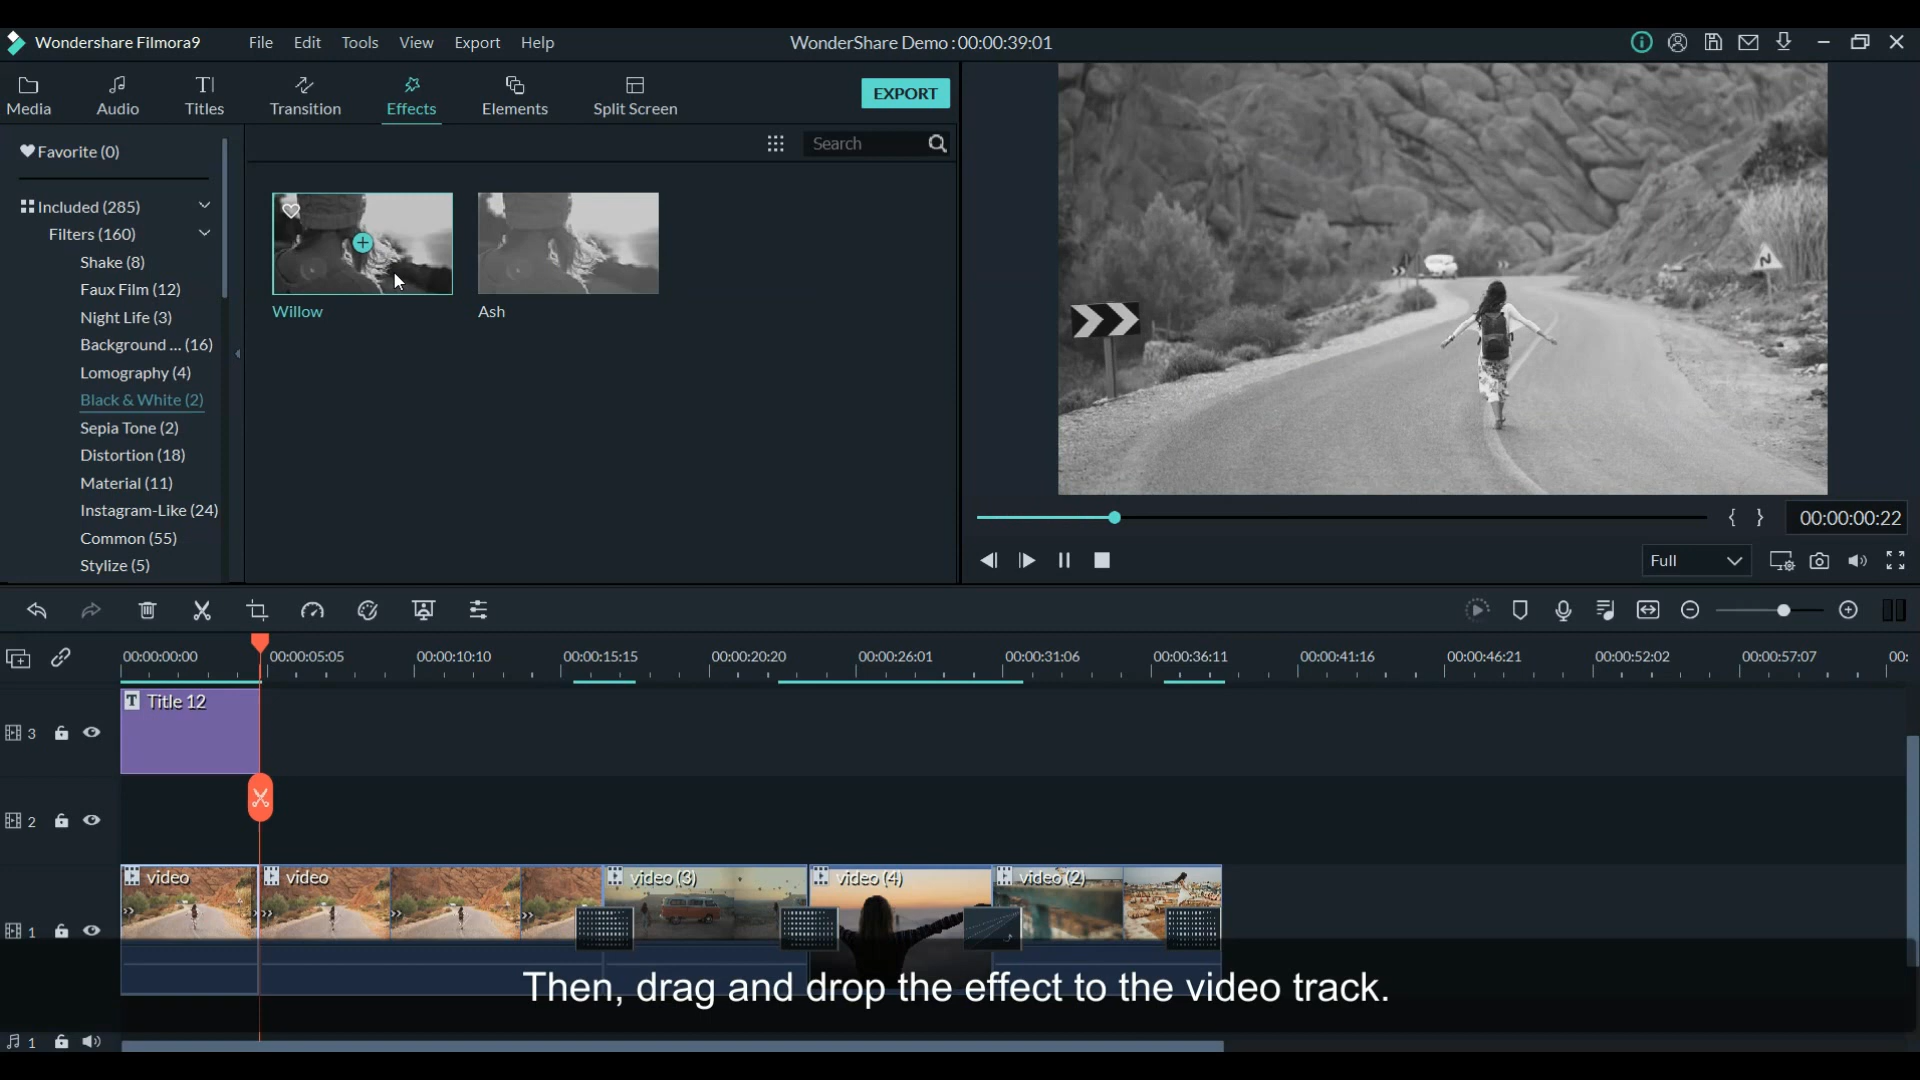 Wondershare Filmora9 File Edit Tools View Export Help WonderShare Demo : 00:00:39:01
Media Audio Titles Transition Effects Elements Split Screen EXPORT
Favorite (0)
Search
Included (285)
Filters (160)
Shake (8)
Faux Film (12)
Night Life (3)
Background ... (16)
Lomography (4)
Black & White (2)
Sepia Tone (2)
Distortion (18)
Material (11)
Instagram-Like (24)
Common (55)
Stylize (5)
Willow
Ash
N
00:00:00:22
Full
00:00:00:00 00:00:05:05 00:00:10:10 00:00:15:15 00:00:20:20 00:00:26:01 00:00:31:06 00:00:36:11 00:00:41:16 00:00:46:21 00:00:52:02 00:00:57:07 00:
T Title 12
3
2
video video video (3) video (4) video (2)
1
Then, drag and drop the effect to the video track.
1